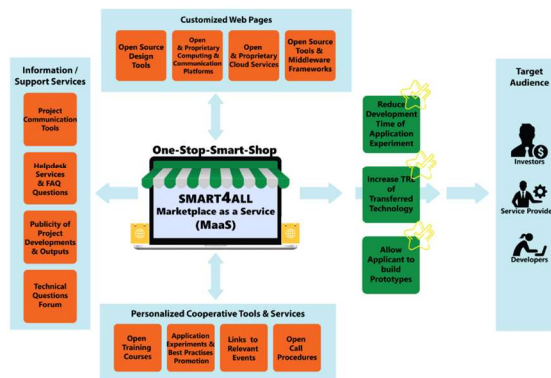 Customized Web Pages
Open Source
Design
Tools
Open
& Proprietary
Computing &
Communication
Platforms
Open
& Proprietary
Cloud Services
Open Source
Tools &
Middleware
Frameworks
Information /
Support Services
Project
Communication
Tools
Helpdesk
Services
& FAQ
Questions
Publicity of
Project
Developments
& Outputs
Technical
Questions
Forum
One-Stop-Smart-Shop
SMART4ALL
Marketplace as a Service
(MaaS)
Reduce
Development
Time of
Application
Experiment
Increase TRL
of
Transferred
Technology
Allow
Applicant to
build
Prototypes
Target
Audience
Investors
Service Provide
Developers
Personalized Cooperative Tools & Services
Open
Training
Courses
Application
Experiments &
Best Practises
Promotion
Links to
Relevant
Events
Open
Call
Procedures